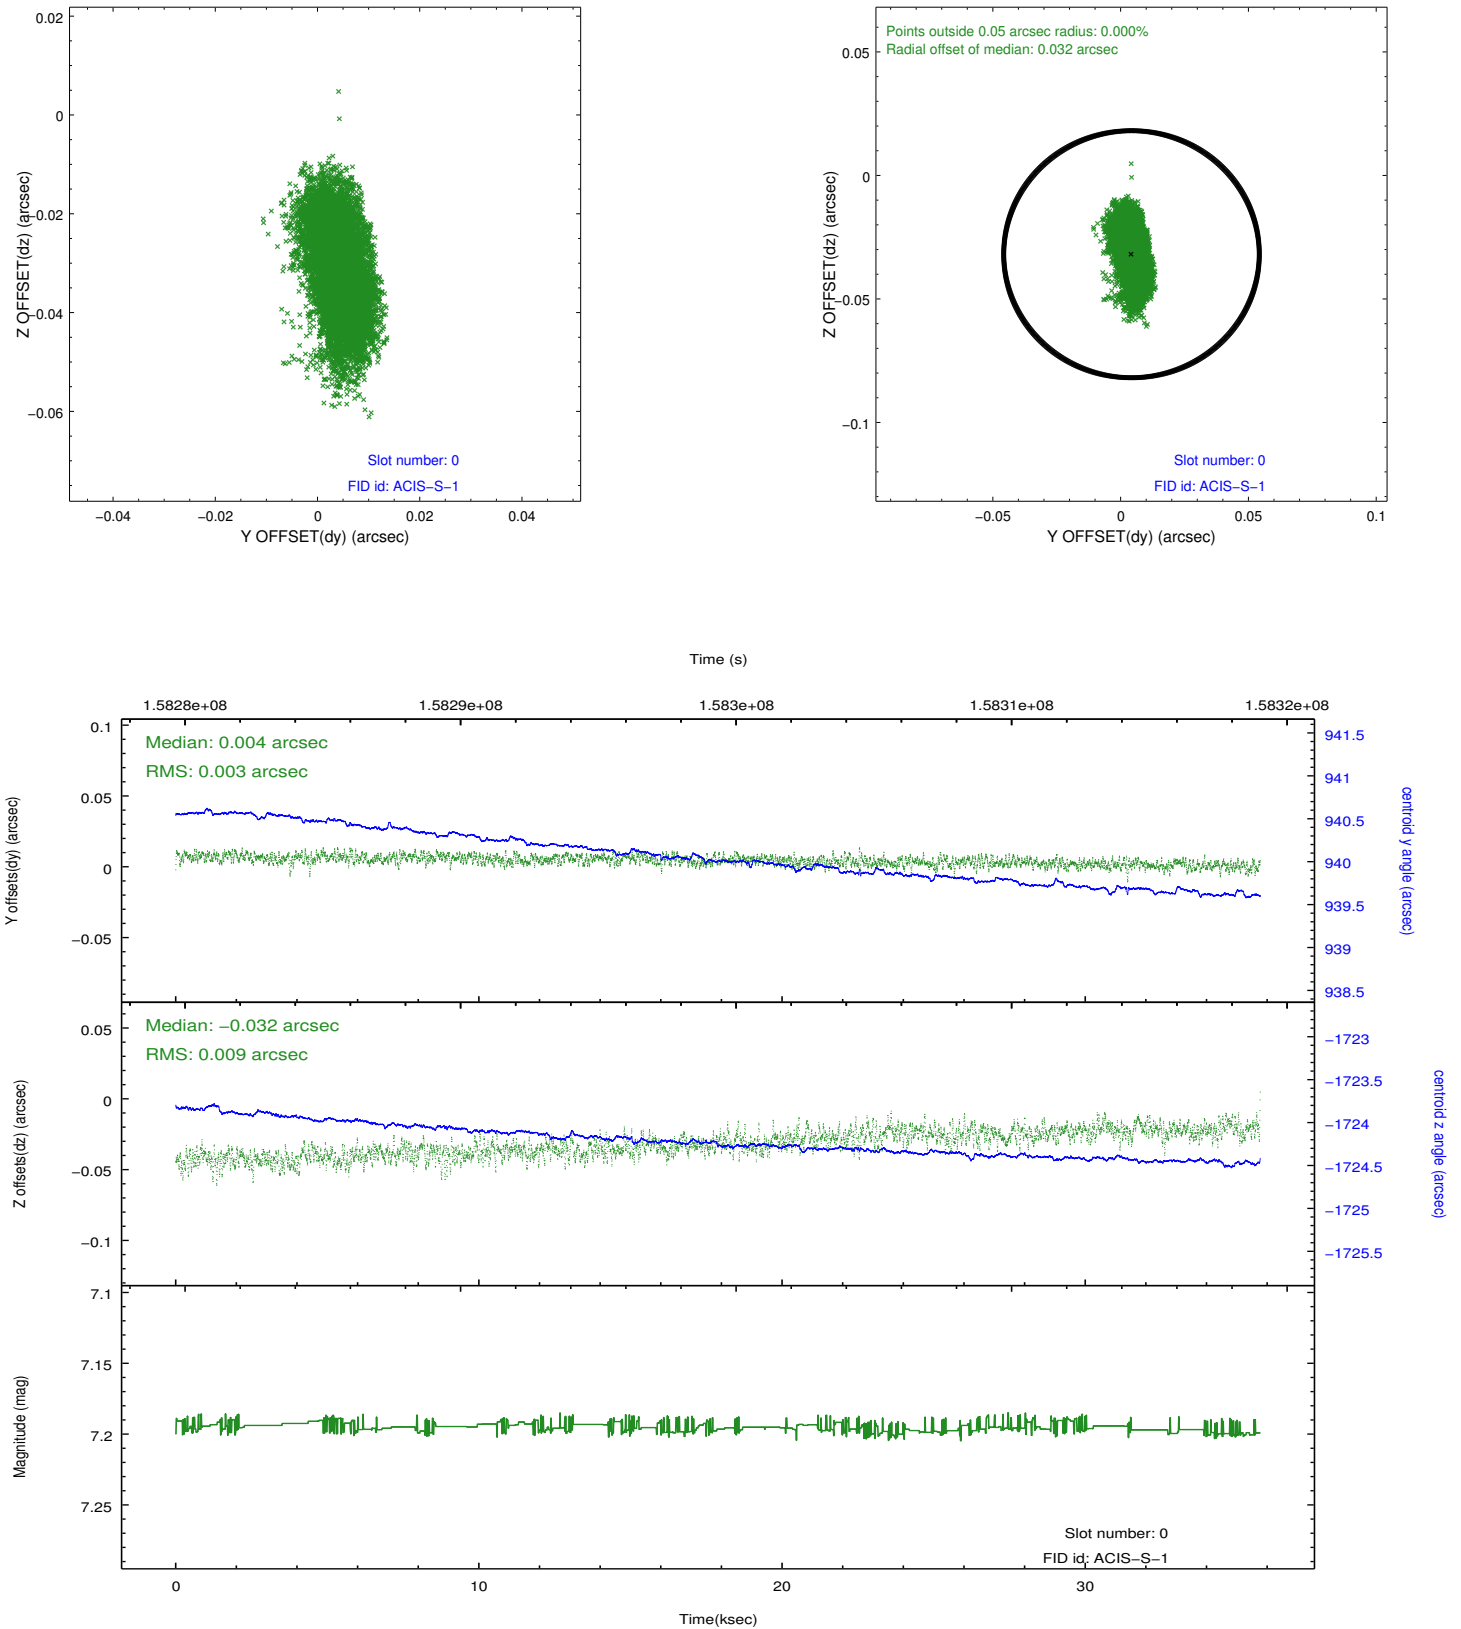 0.02
0
−0.02
−0.04
−0.06
Z OFFSET(dz) (arcsec)
Slot number: 0
FID id: ACIS−S−1
−0.04
−0.02
0
0.02
0.04
Y OFFSET(dy) (arcsec)
Points outside 0.05 arcsec radius: 0.000%
Radial offset of median: 0.032 arcsec
0.05
0
−0.05
−0.1
Z OFFSET(dz) (arcsec)
Slot number: 0
FID id: ACIS−S−1
−0.05
0
0.05
0.1
Y OFFSET(dy) (arcsec)
Time (s)
1.5828e+08
1.5829e+08
1.583e+08
1.5831e+08
1.5832e+08
Median: 0.004 arcsec
RMS: 0.003 arcsec
0.1
0.05
0
−0.05
Y offsets(dy) (arcsec)
941.5
941
940.5
940
939.5
939
938.5
centroid y angle (arcsec)
Median: −0.032 arcsec
RMS: 0.009 arcsec
0.05
0
−0.05
−0.1
Z offsets(dz) (arcsec)
−1723
−1723.5
−1724
−1724.5
−1725
−1725.5
centroid z angle (arcsec)
7.1
7.15
7.2
7.25
Magnitude (mag)
Slot number: 0
FID id: ACIS−S−1
0
10
20
30
Time(ksec)